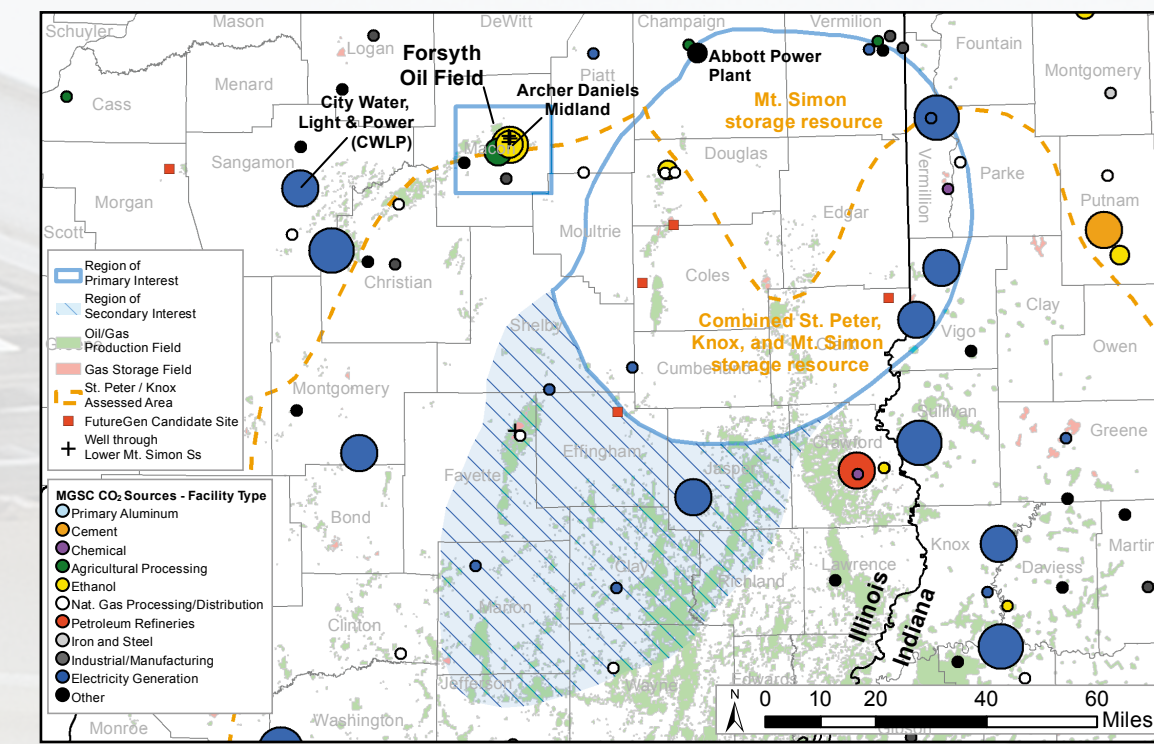 Schuyler
Mason
Logan
DeWitt
Champaign
Vermilion
Fountain
Montgomery
Forsyth
Oil Field
Piatt
Abbott Power
Plant
Menard
Cass
City Water,
Light & Power
(CWLP)
Archer Daniels
Midland
Mt. Simon
storage resource
Macon
Sangamon
Douglas
Vermillion
Parke
Putnam
Morgan
Scott
Moultrie
Edgar
Christian
Coles
Clay
Shelby
Vigo
Owen
Combined St. Peter,
Knox, and Mt. Simon
storage resource
Clark
Cumberland
Montgomery
Sullivan
Greene
Crawford
Effingham
Jasper
Fayette
Bond
Knox
Daviess
Martin
Clay
Richland
Lawrence
Marion
Clinton
Illinois
Indiana
Jefferson
Wayne
Edwards
Gibson
Washington
Monroe
Region of
Primary Interest
Region of
Secondary Interest
Oil/Gas
Production Field
Gas Storage Field
St. Peter / Knox
Assessed Area
FutureGen Candidate Site
Well through
Lower Mt. Simon Ss
MGSC CO₂ Sources - Facility Type
Primary Aluminum
Cement
Chemical
Agricultural Processing
Ethanol
Nat. Gas Processing/Distribution
Petroleum Refineries
Iron and Steel
Industrial/Manufacturing
Electricity Generation
Other
N
0 10 20 40 60
Miles